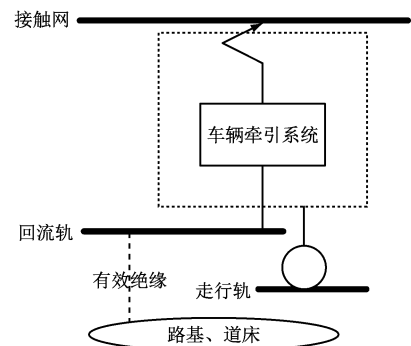 接触网
车辆牵引系统
回流轨
有效绝缘
走行轨
路基、道床